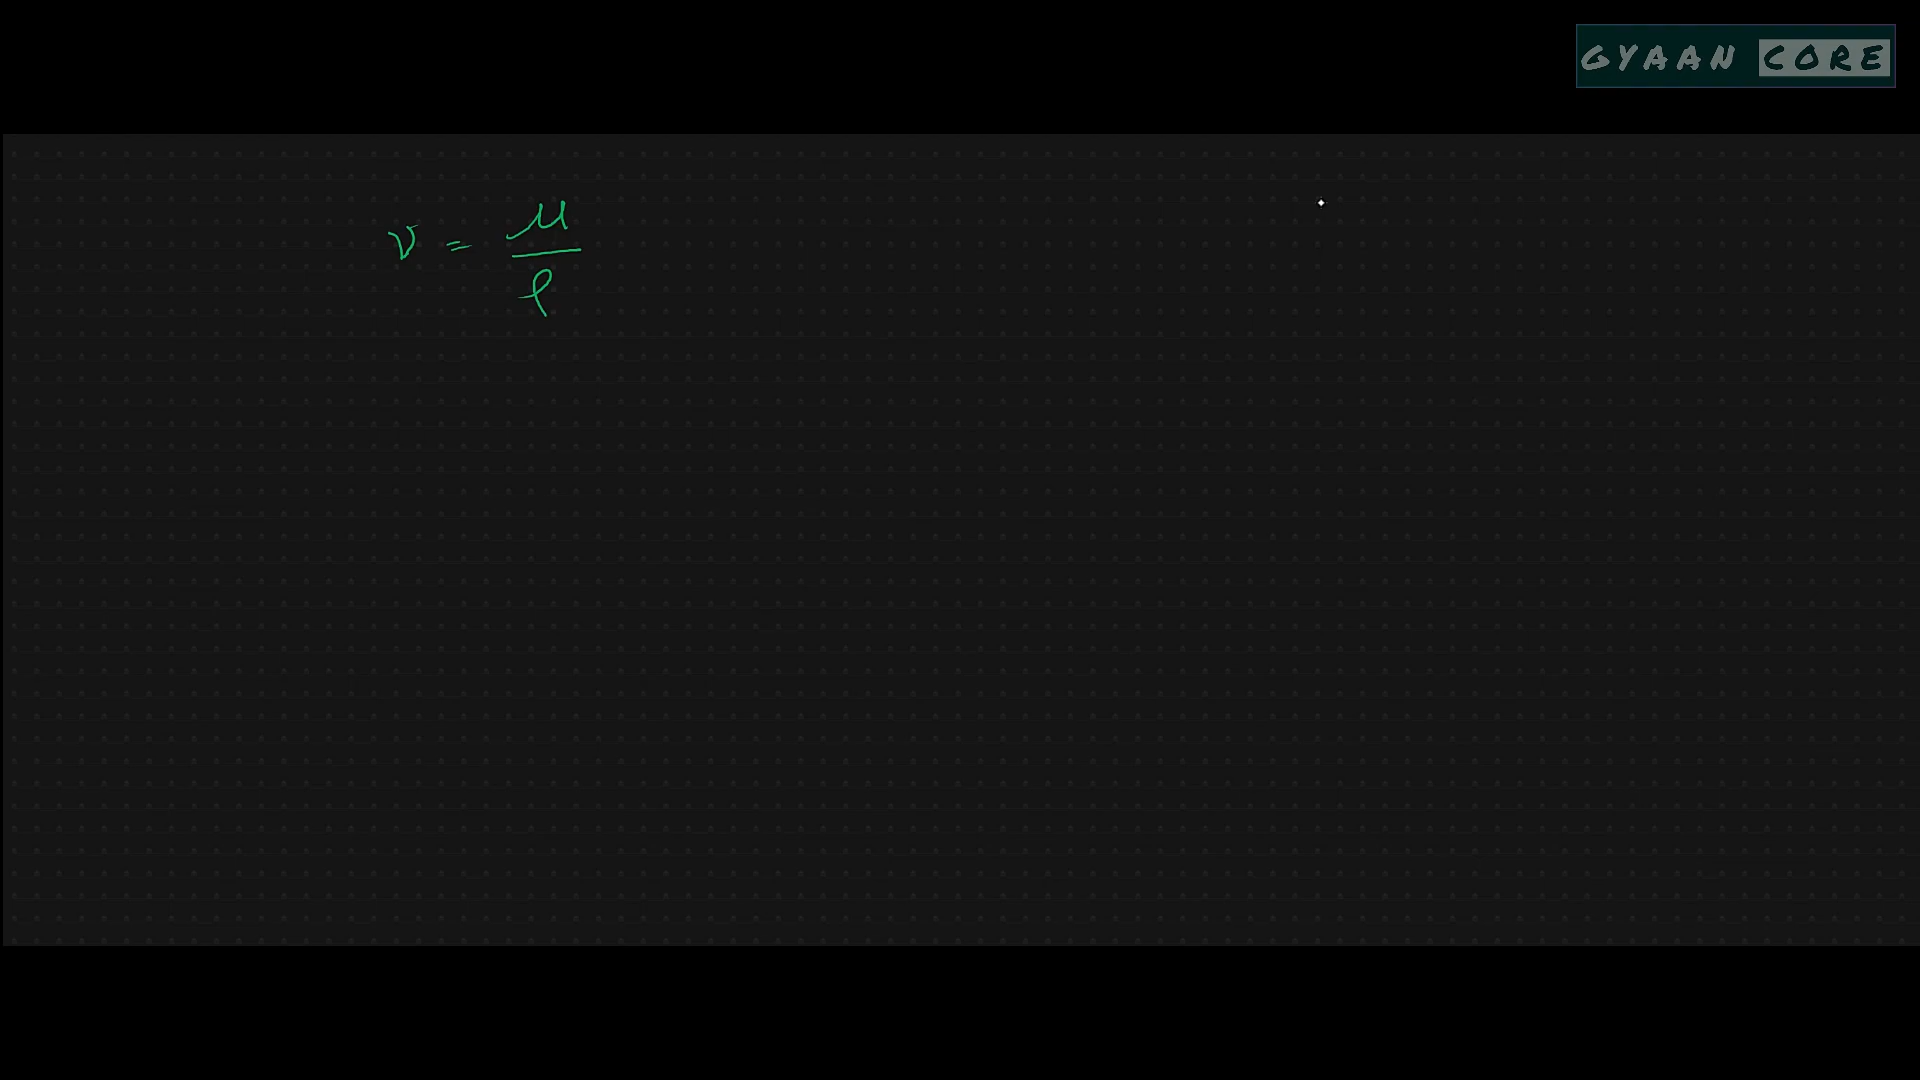 GYAAN CORE
ν = μ/ρ